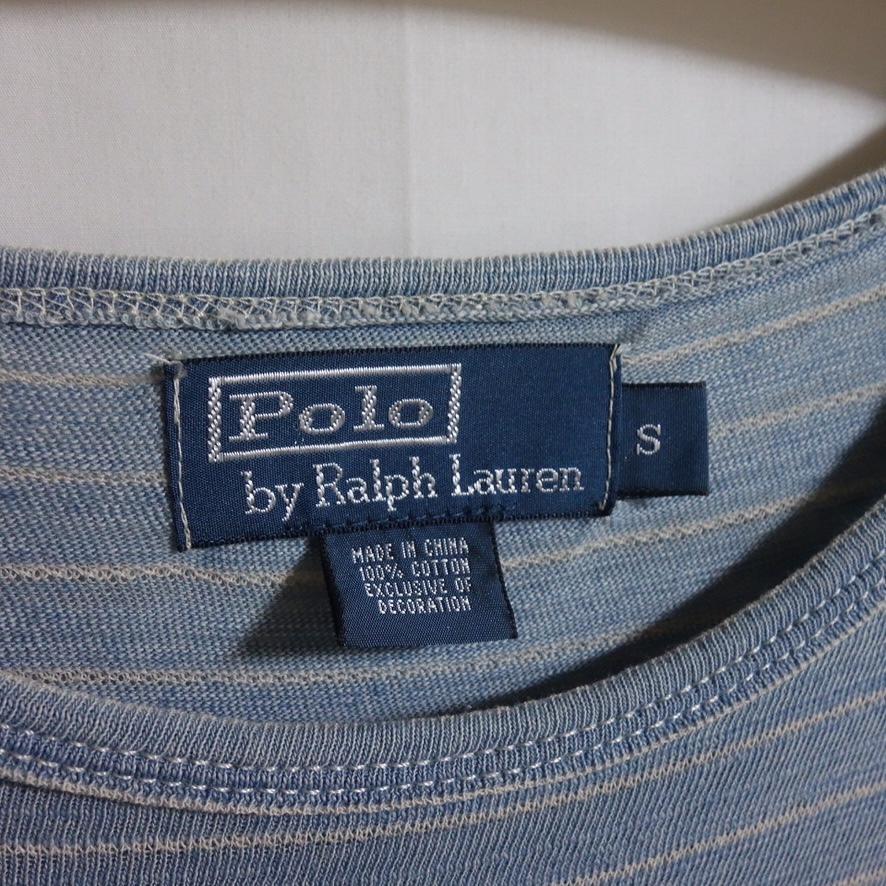 Polo
by Ralph Lauren
S
MADE IN CHINA
100% COTTON
EXCLUSIVE OF
DECORATION